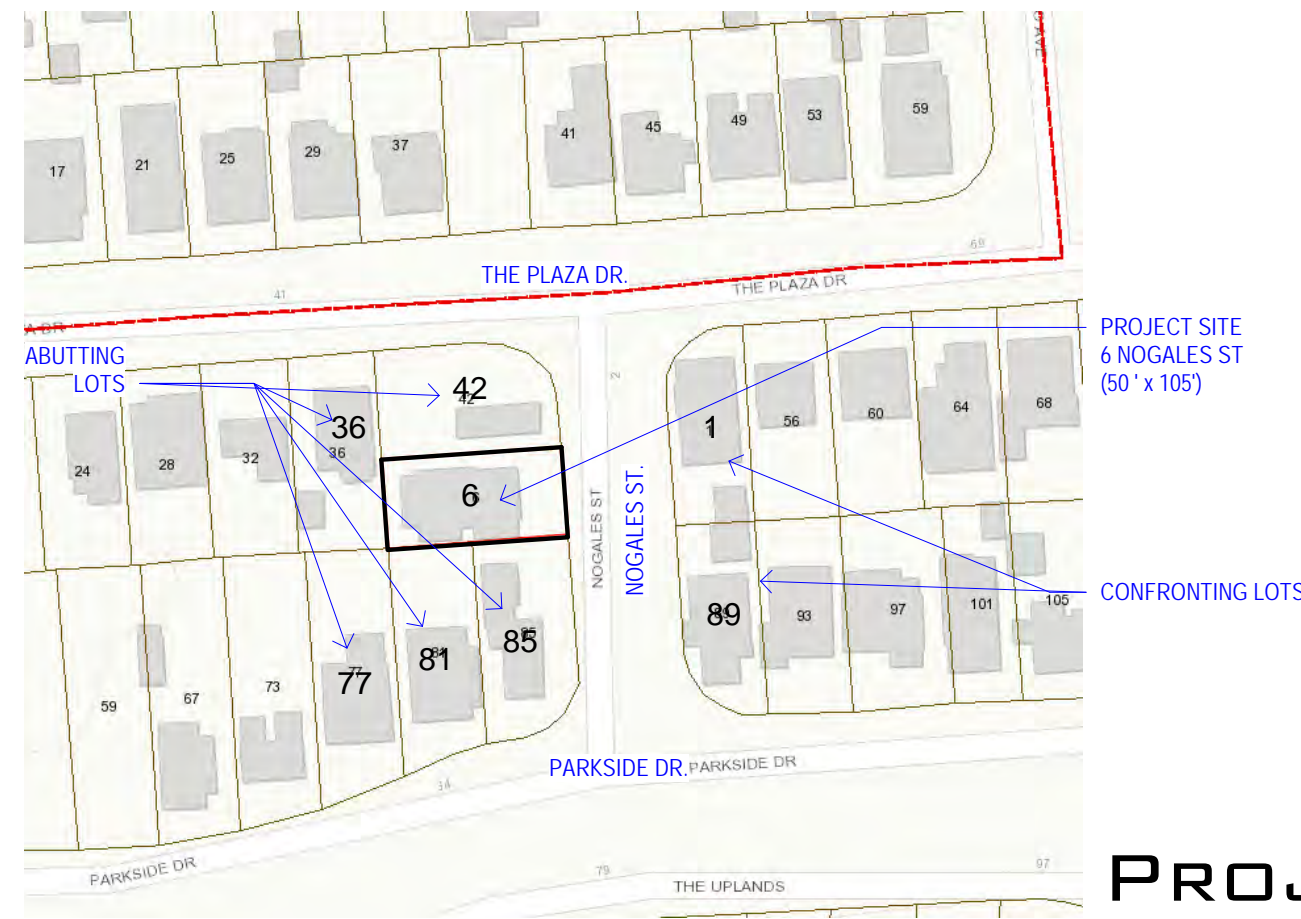 17
21
25
29
37
41
45
49
53
59
69
THE PLAZA DR.
THE PLAZA DR
41
ABUTTING
LOTS
PROJECT SITE
6 NOGALES ST
(50 ' x 105')
2
42
42
36
36
24
28
32
6
1
56
60
64
68
NOGALES ST
NOGALES ST.
CONFRONTING LOTS
89
93
97
101
105
85
81
77
77
73
67
59
PARKSIDE DR.
PARKSIDE DR
34
PARKSIDE DR
79
97
THE UPLANDS
PROJ